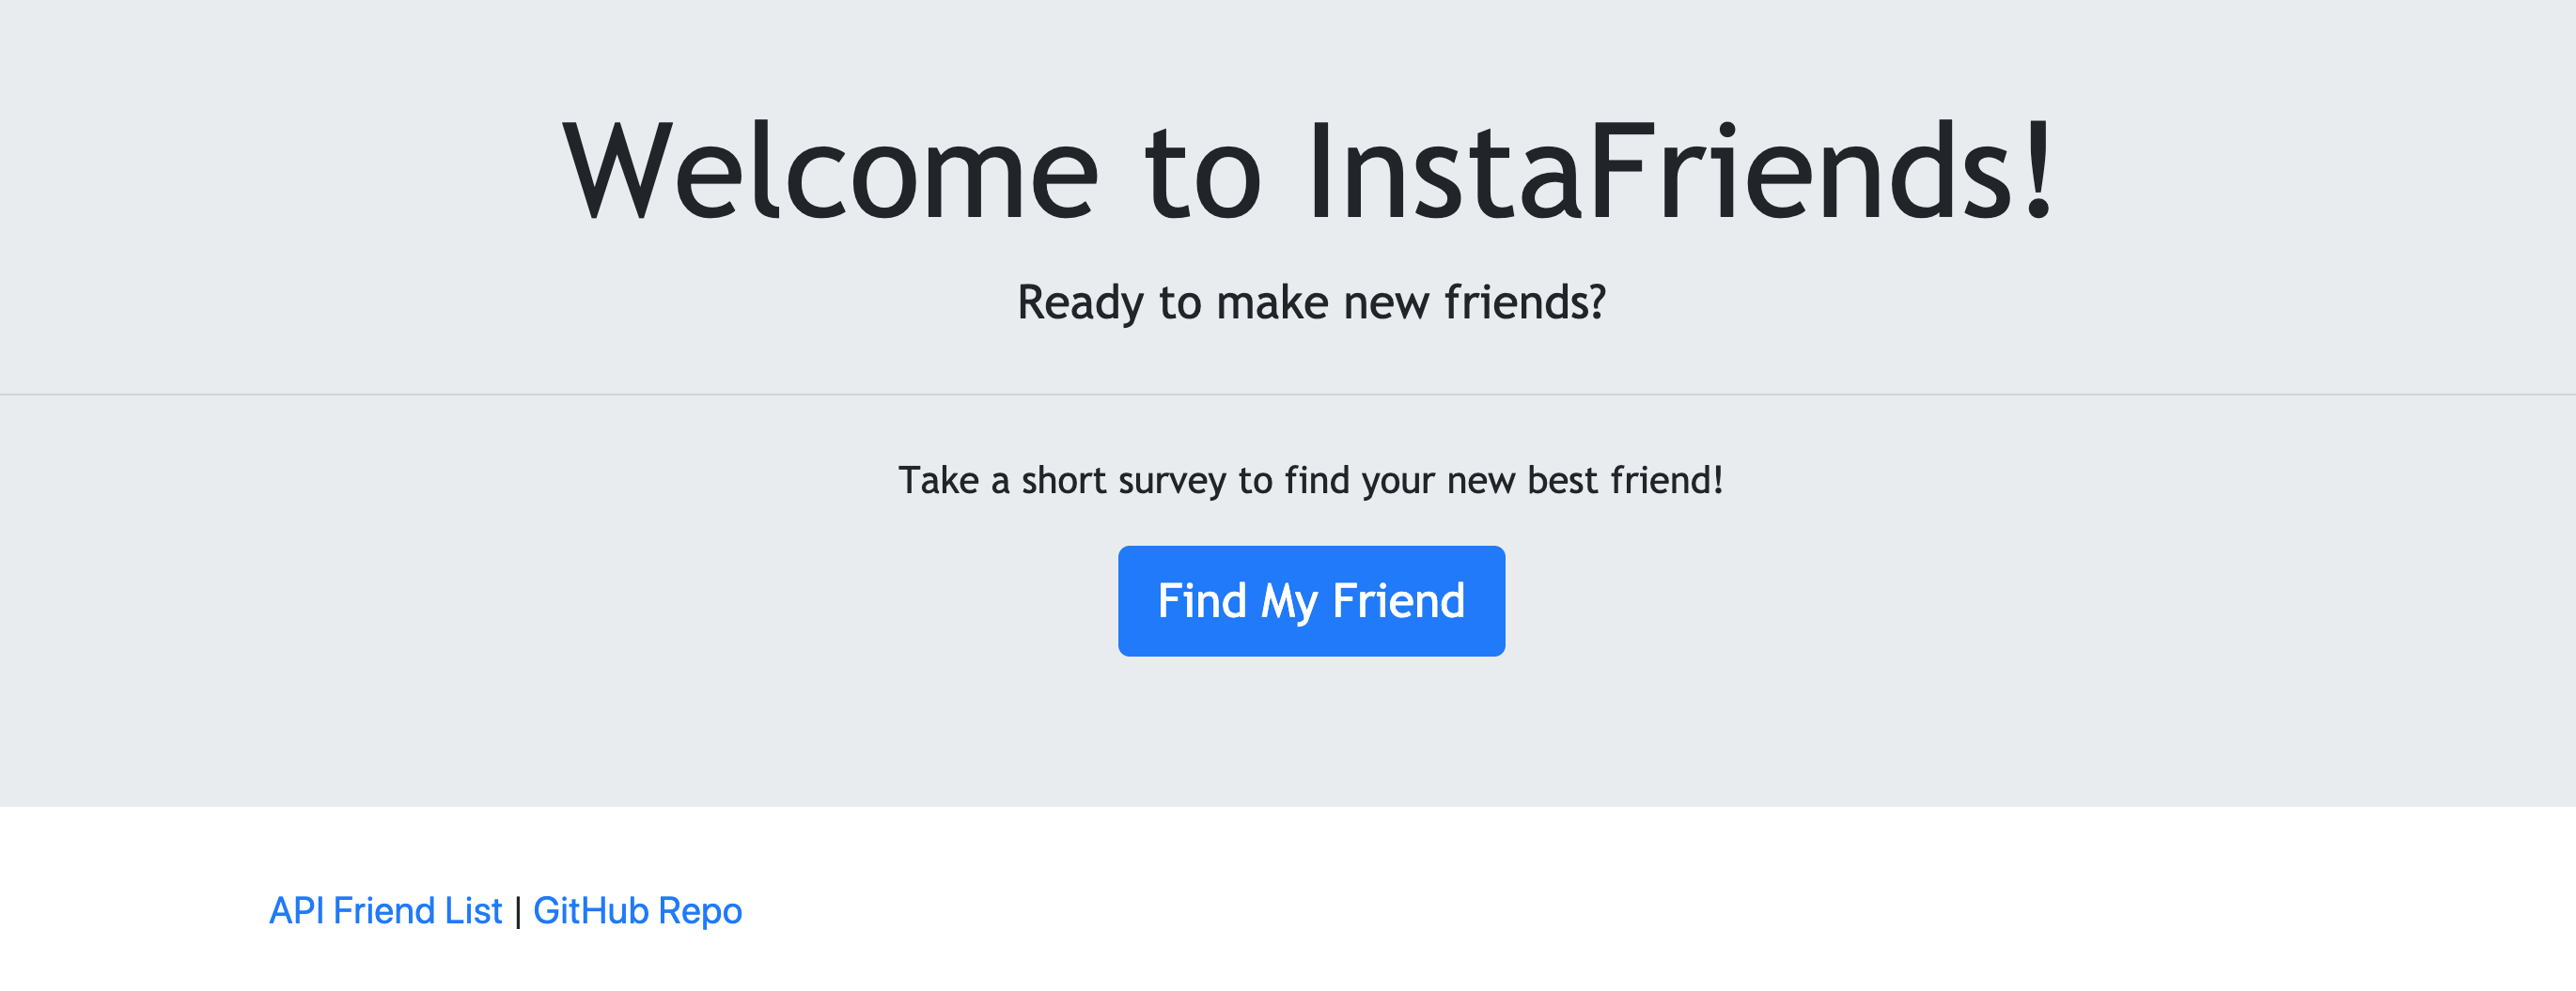 Welcome to InstaFriends!
Ready to make new friends?
Take a short survey to find your new best friend!
Find My Friend
API Friend List | GitHub Repo